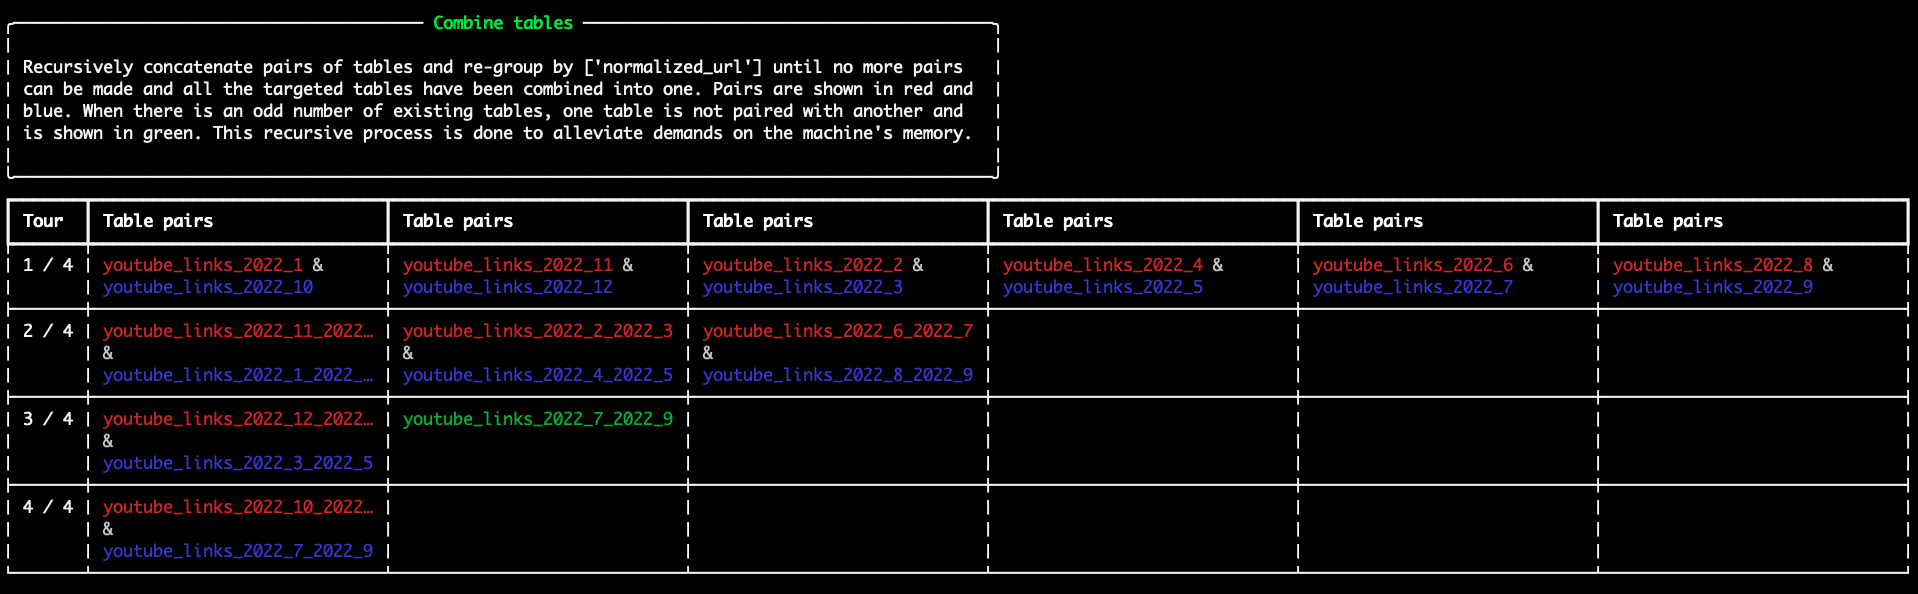 Combine tables
Recursively concatenate pairs of tables and re-group by ['normalized_url'] until no more pairs
can be made and all the targeted tables have been combined into one. Pairs are shown in red and
blue. When there is an odd number of existing tables, one table is not paired with another and
is shown in green. This recursive process is done to alleviate demands on the machine's memory.
Tour Table pairs Table pairs Table pairs Table pairs Table pairs Table pairs
1 / 4 youtube_links_2022_1 & youtube_links_2022_11 & youtube_links_2022_2 & youtube_links_2022_4 & youtube_links_2022_6 & youtube_links_2022_8 &
youtube_links_2022_10 youtube_links_2022_12 youtube_links_2022_3 youtube_links_2022_5 youtube_links_2022_7 youtube_links_2022_9
2 / 4 youtube_links_2022_11_2022… youtube_links_2022_2_2022_3 youtube_links_2022_6_2022_7
& & &
youtube_links_2022_1_2022_… youtube_links_2022_4_2022_5 youtube_links_2022_8_2022_9
3 / 4 youtube_links_2022_12_2022… youtube_links_2022_7_2022_9
&
youtube_links_2022_3_2022_5
4 / 4 youtube_links_2022_10_2022…
&
youtube_links_2022_7_2022_9